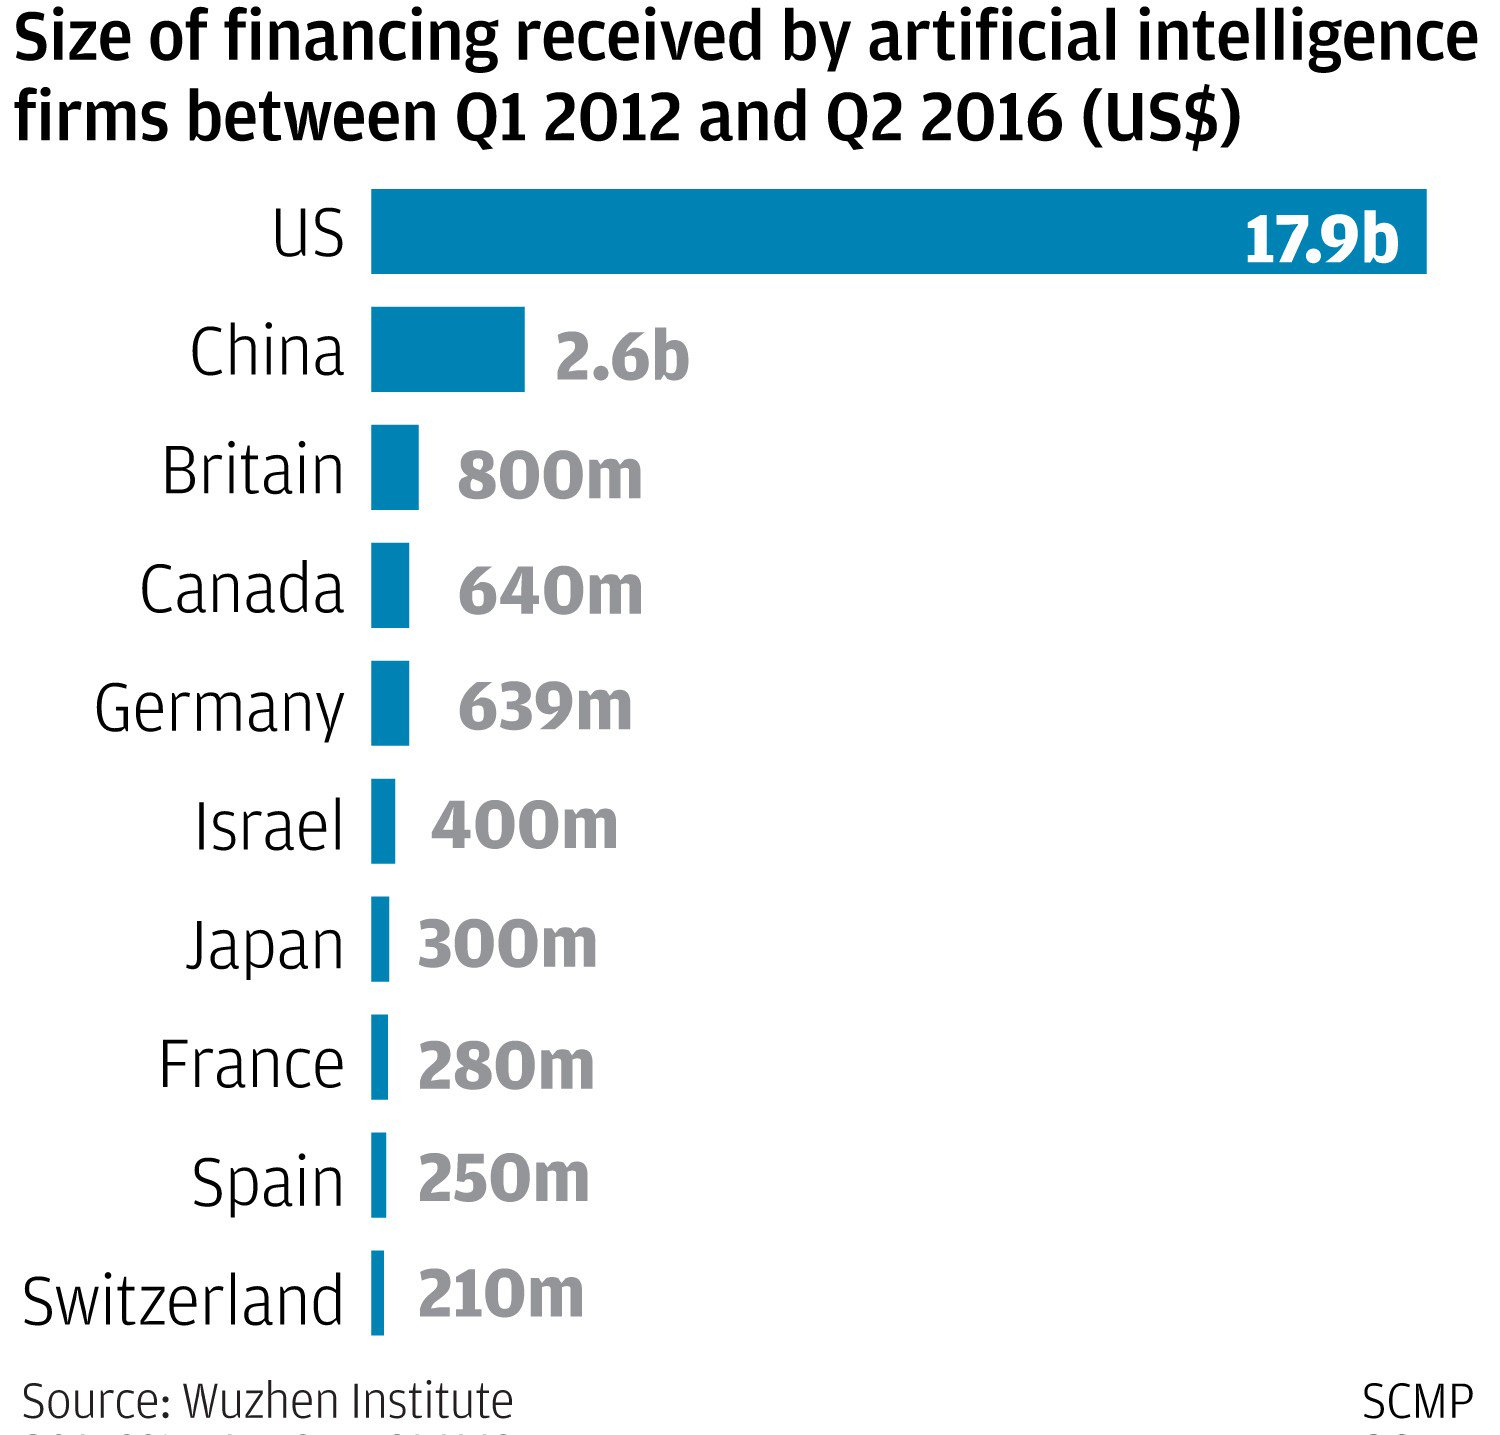 Size of financing received by artificial intelligence
firms between Q1 2012 and Q2 2016 (US$)
US 17.9b
China 2.6b
Britain 800m
Canada 640m
Germany 639m
Israel 400m
Japan 300m
France 280m
Spain 250m
Switzerland 210m
Source: Wuzhen Institute SCMP